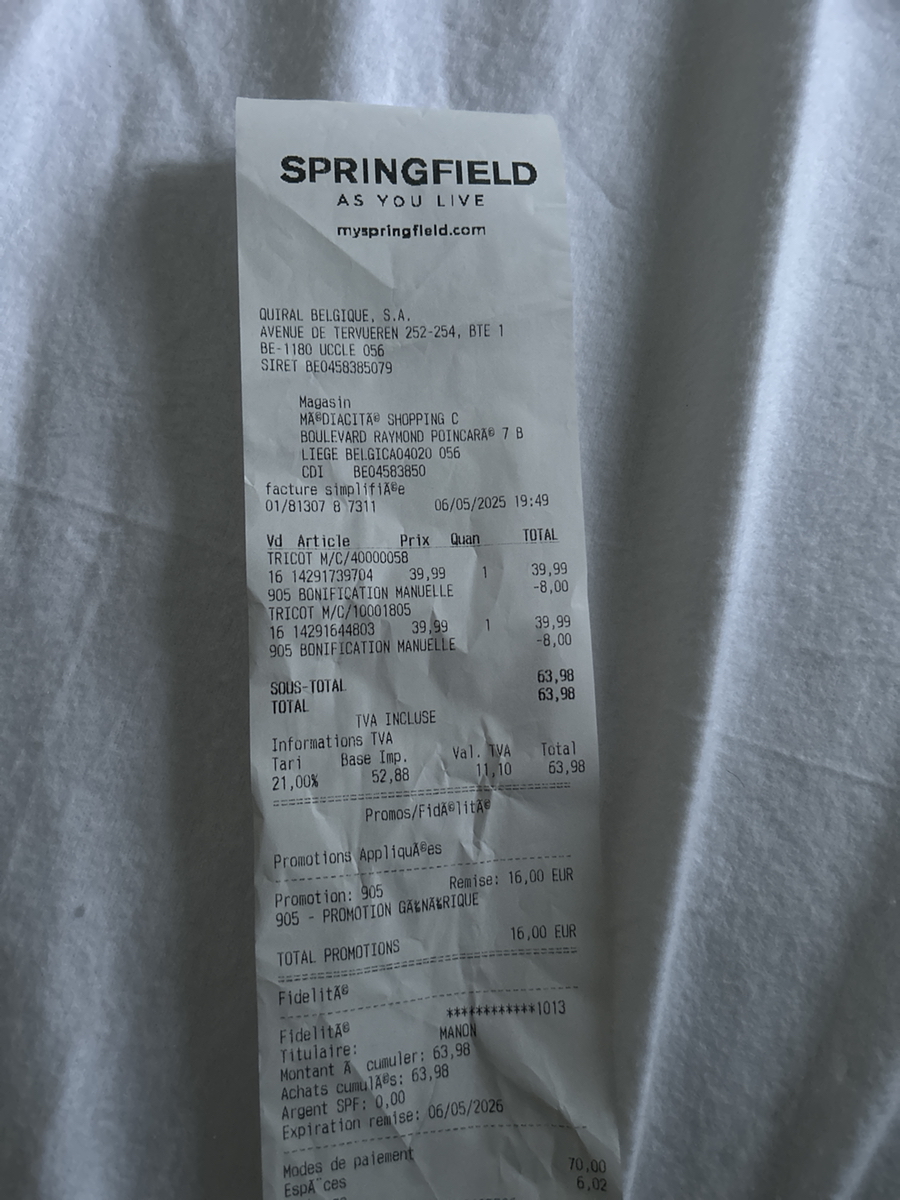 SPRINGFIELD
AS YOU LIVE
myspringfield.com
QUIRAL BELGIQUE, S.A.
AVENUE DE TERVUEREN 252-254, BTE 1
BE-1180 UCCLE 056
SIRET BE0458385079
Magasin
MÃ©DIACITÃ© SHOPPING C
BOULEVARD RAYMOND POINCARÃ© 7 B
LIEGE BELGICA04020 056
CDI BE04583850
facture simplifiÃ©e
01/81307 8 7311 06/05/2025 19:49
Vd Article Prix Quan TOTAL
TRICOT M/C/40000058
16 14291739704 39,99 1 39,99
905 BONIFICATION MANUELLE -8,00
TRICOT M/C/10001805
16 14291644803 39,99 1 39,99
905 BONIFICATION MANUELLE -8,00
SOUS-TOTAL 63,98
TOTAL 63,98
TVA INCLUSE
Informations TVA
Tari Base Imp. Val. TVA Total
21,00% 52,88 11,10 63,98
Promos/FidÃ©litÃ©
Promotions AppliquÃ©es
Promotion: 905 Remise: 16,00 EUR
905 - PROMOTION
TOTAL PROMOTIONS 16,00 EUR
FidelitÃ©
FidelitÃ© ************1013
Titulaire: MANON
Montant Ã cumuler: 63,98
Achats cumulÃ©s: 63,98
Argent SPF: 0,00
Expiration remise: 06/05/2026
Modes de paiement
EspÃ¨ces 70,00
6,02